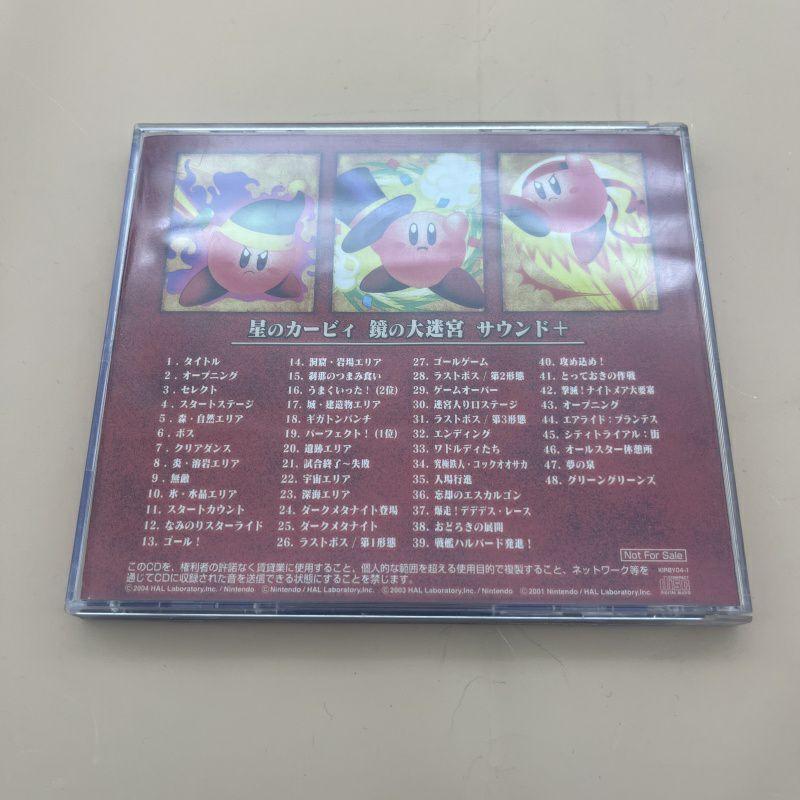 星のカービィ 鏡の大迷宮 サウンド+
1. タイトル
2. オープニング
3. セレクト
4. スタートステージ
5. 森・自然エリア
6. ボス
7. クリアダンス
8. 炎・溶岩エリア
9. 無敵
10. 氷・水晶エリア
11. スタートカウント
12. なみのりスターライド
13. ゴール!
14. 洞窟・岩場エリア
15. 刹那のつまみ食い
16. うまくいった!(2位)
17. 城・建造物エリア
18. ギガトンパンチ
19. パーフェクト!(1位)
20. 遺跡エリア
21. 試合終了~失敗
22. 宇宙エリア
23. 深海エリア
24. ダークメタナイト登場
25. ダークメタナイト
26. ラストボス/第1形態
27. ゴールゲーム
28. ラストボス/第2形態
29. ゲームオーバー
30. 迷宮入り口ステージ
31. ラストボス/第3形態
32. エンディング
33. ワドルディたち
34. 究極鉄人・コックオオサカ
35. 入場行進
36. 忘却のエスカルゴン
37. 爆走!デデデス・レース
38. おどろきの展開
39. 戦艦ハルバード発進!
40. 攻め込め!
41. とっておきの作戦
42. 撃滅!ナイトメア大要塞
43. オープニング
44. エアライド:プランテス
45. シティトライアル:街
46. オールスター休憩所
47. 夢の泉
48. グリーングリーンズ
Not For Sale
このCDを、権利者の許諾なく賃貸業に使用すること、個人的な範囲を超える使用目的で複製すること、ネットワーク等を
通じてCDに収録された音を送信できる状態にすることを禁じます。
KIRBY04-1
©2004 HAL Laboratory,Inc. / Nintendo ©HAL Laboratory,Inc. / Nintendo ©2003 HAL Laboratory,Inc. / Nintendo ©2001 Nintendo / HAL Laboratory,Inc.
COMPACT
disc
DIGITAL AUDIO